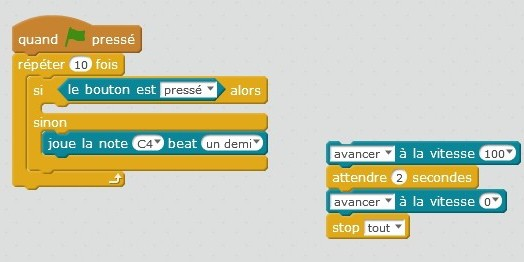 quand pressé
répéter 10 fois
si le bouton est pressé alors
sinon
joue la note C4 beat un demi
avancer à la vitesse 100
attendre 2 secondes
avancer à la vitesse 0
stop tout